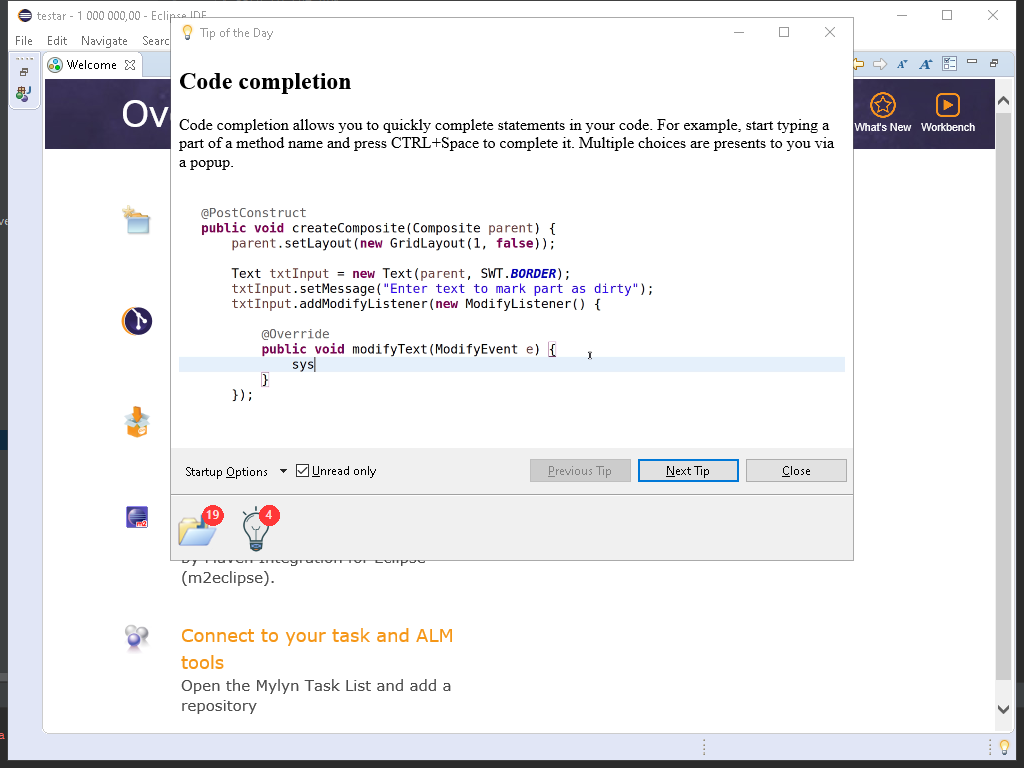 testar - 1 000 000,00 - Eclipse IDE
File Edit Navigate Searc
Tip of the Day
Welcome
What's New Workbench
Code completion
Code completion allows you to quickly complete statements in your code. For example, start typing a
part of a method name and press CTRL+Space to complete it. Multiple choices are presents to you via
a popup.
@PostConstruct
public void createComposite(Composite parent) {
parent.setLayout(new GridLayout(1, false));
Text txtInput = new Text(parent, SWT.BORDER);
txtInput.setMessage("Enter text to mark part as dirty");
txtInput.addModifyListener(new ModifyListener() {
@Override
public void modifyText(ModifyEvent e) {
sys
}
});
Startup Options Unread only Previous Tip Next Tip Close
19 4
by Maven Integration for Eclipse
(m2eclipse).
Connect to your task and ALM
tools
Open the Mylyn Task List and add a
repository